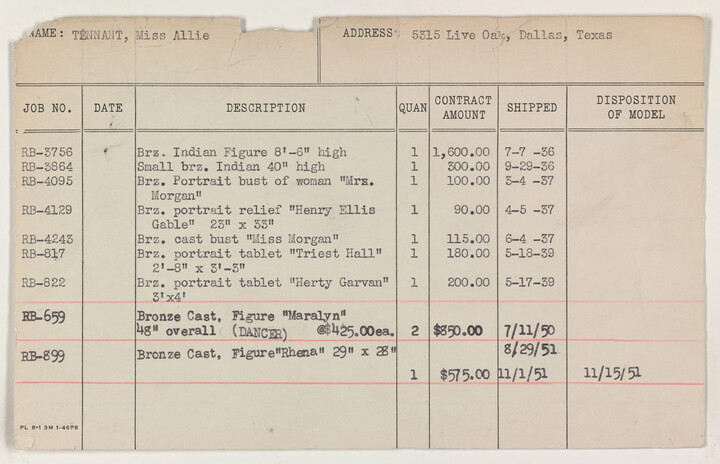 NAME: TENNANT, Miss Allie ADDRESS: 5315 Live Oak, Dallas, Texas
JOB NO. DATE DESCRIPTION QUAN CONTRACT AMOUNT SHIPPED DISPOSITION OF MODEL
RB-3756 Brz. Indian Figure 8'-6" high 1 1,600.00 7-7 -36
RB-3864 Small brz. Indian 40" high 1 300.00 9-29-36
RB-4095 Brz. Portrait bust of woman "Mrs. 1 100.00 3-4 -37
Morgan"
RB-4129 Brz. portrait relief "Henry Ellis 1 90.00 4-5 -37
Gable" 23" x 33"
RB-4243 Brz. cast bust "Miss Morgan" 1 115.00 6-4 -37
RB-817 Brz. portrait tablet "Triest Hall" 1 180.00 5-18-39
2'-8" x 3'-3"
RB-822 Brz. portrait tablet "Herty Garvan" 1 200.00 5-17-39
3'x4'
RB-659 Bronze Cast, Figure "Maralyn"
48" overall (DANCER) @$425.00ea. 2 $850.00 7/11/50
8/29/51
RB-899 Bronze Cast, Figure"Rhena" 29" x 28"
1 $575.00 11/1/51 11/15/51
PL 8-1 3M 1-46PB